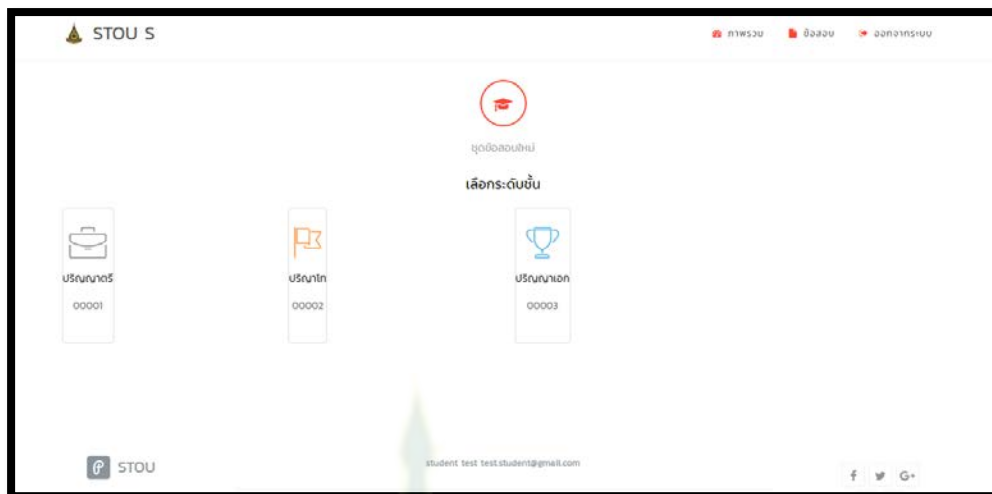 STOU S
ภาพรวม ข้อสอบ ออกจากระบบ
ชุดข้อสอบใหม่
เลือกระดับชั้น
ปริญญาตรี ปริญาโท ปริญญาเอก
00001 00002 00003
STOU
student test test.student@gmail.com
f G+